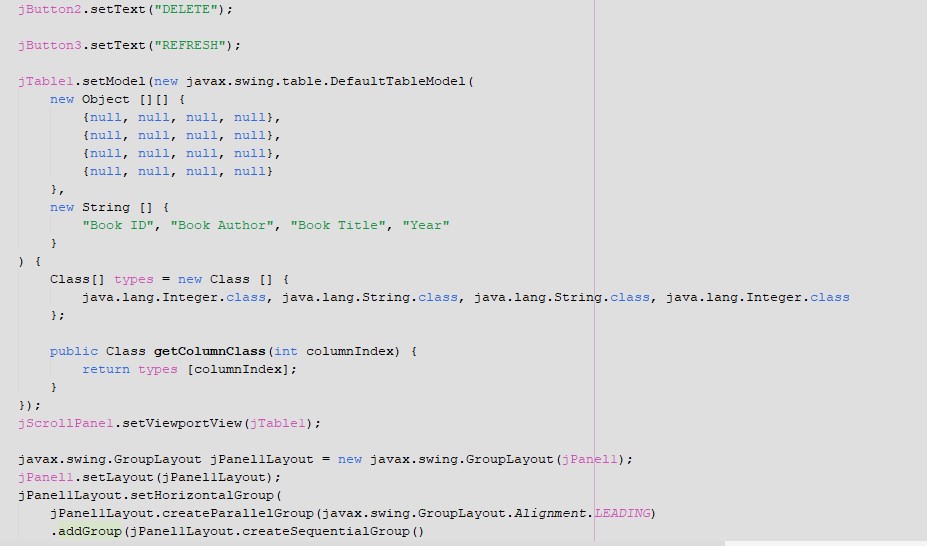 jButton2.setText("DELETE");
jButton3.setText("REFRESH");
jTable1.setModel(new javax.swing.table.DefaultTableModel(
new Object [][] {
{null, null, null, null},
{null, null, null, null},
{null, null, null, null},
{null, null, null, null}
},
new String [] {
"Book ID", "Book Author", "Book Title", "Year"
}
) {
Class[] types = new Class [] {
java.lang.Integer.class, java.lang.String.class, java.lang.String.class, java.lang.Integer.class
};
public Class getColumnClass(int columnIndex) {
return types [columnIndex];
}
});
jScrollPane1.setViewportView(jTable1);
javax.swing.GroupLayout jPanel1Layout = new javax.swing.GroupLayout(jPanel1);
jPanel1.setLayout(jPanel1Layout);
jPanel1Layout.setHorizontalGroup(
jPanel1Layout.createParallelGroup(javax.swing.GroupLayout.Alignment.LEADING)
.addGroup(jPanel1Layout.createSequentialGroup()